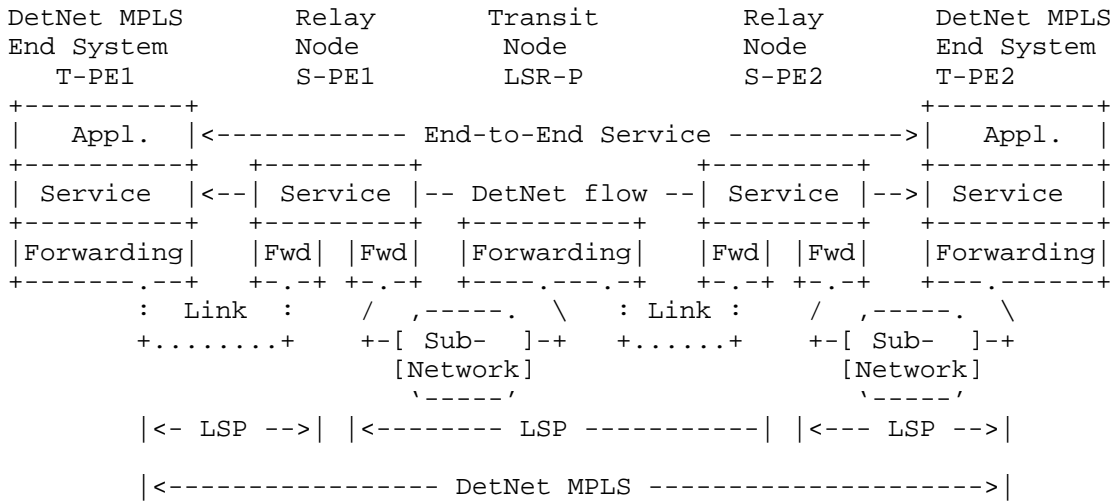 DetNet MPLS       Relay       Transit         Relay       DetNet MPLS
End System        Node         Node           Node        End System
   T-PE1          S-PE1        LSR-P          S-PE2       T-PE2
+----------+                                             +----------+
|   Appl.  |<------------ End-to-End Service ----------->|   Appl.  |
+----------+   +---------+                 +---------+   +----------+
| Service  |<--| Service |-- DetNet flow --| Service |-->| Service  |
+----------+   +---------+  +----------+   +---------+   +----------+
|Forwarding|   |Fwd| |Fwd|  |Forwarding|   |Fwd| |Fwd|   |Forwarding|
+-------.--+   +-.-+ +-.-+  +----.---.-+   +-.-+ +-.-+   +---.------+
        :  Link  :    /  ,-----.  \   : Link :    /  ,-----.  \
        +........+    +-[  Sub-  ]-+  +......+    +-[  Sub-  ]-+
                        [Network]                   [Network]
                         `-----'                     `-----'
        |<- LSP -->| |<-------- LSP -----------| |<--- LSP -->|
        |<----------------- DetNet MPLS --------------------->|